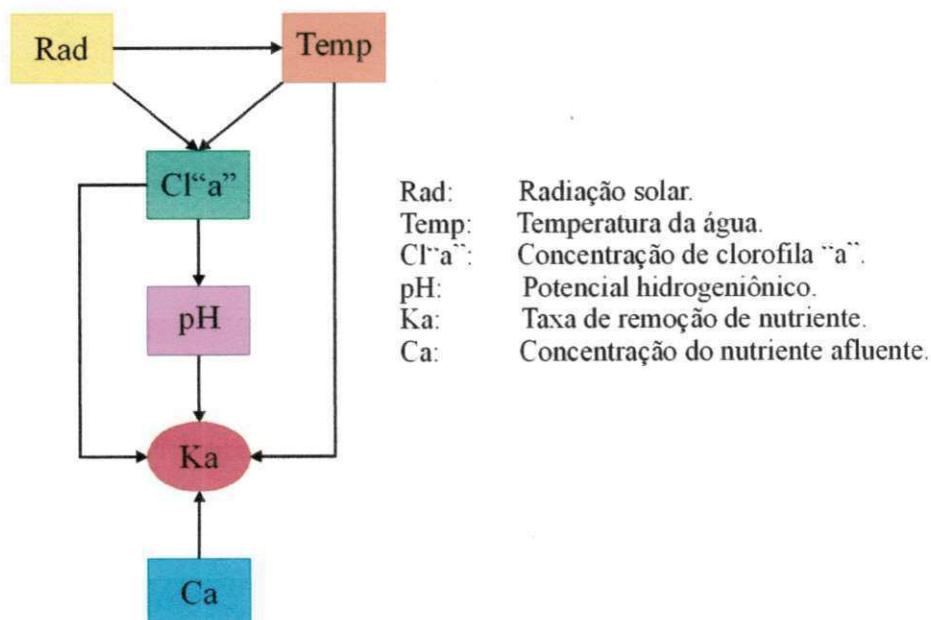 Rad
Temp
Cl“a”
pH
Ka
Ca
Rad: Radiação solar.
Temp: Temperatura da água.
Cl“a”: Concentração de clorofila “a”.
pH: Potencial hidrogeniônico.
Ka: Taxa de remoção de nutriente.
Ca: Concentração do nutriente afluente.